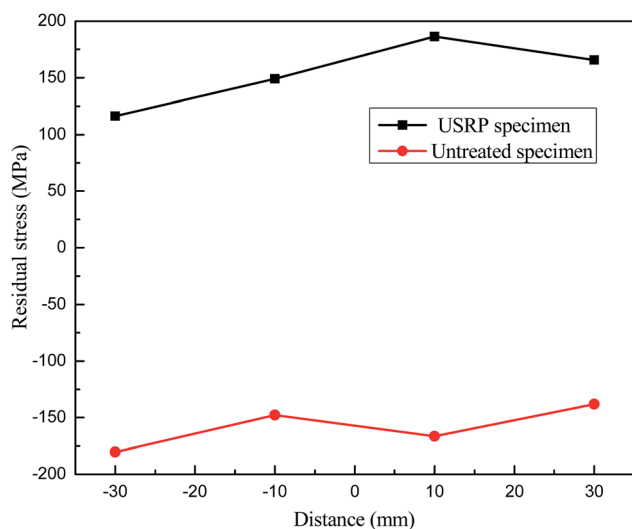 200
150
100
50
0
-50
-100
-150
-200
Residual stress (MPa)
USRP specimen
Untreated specimen
-30 -20 -10 0 10 20 30
Distance (mm)